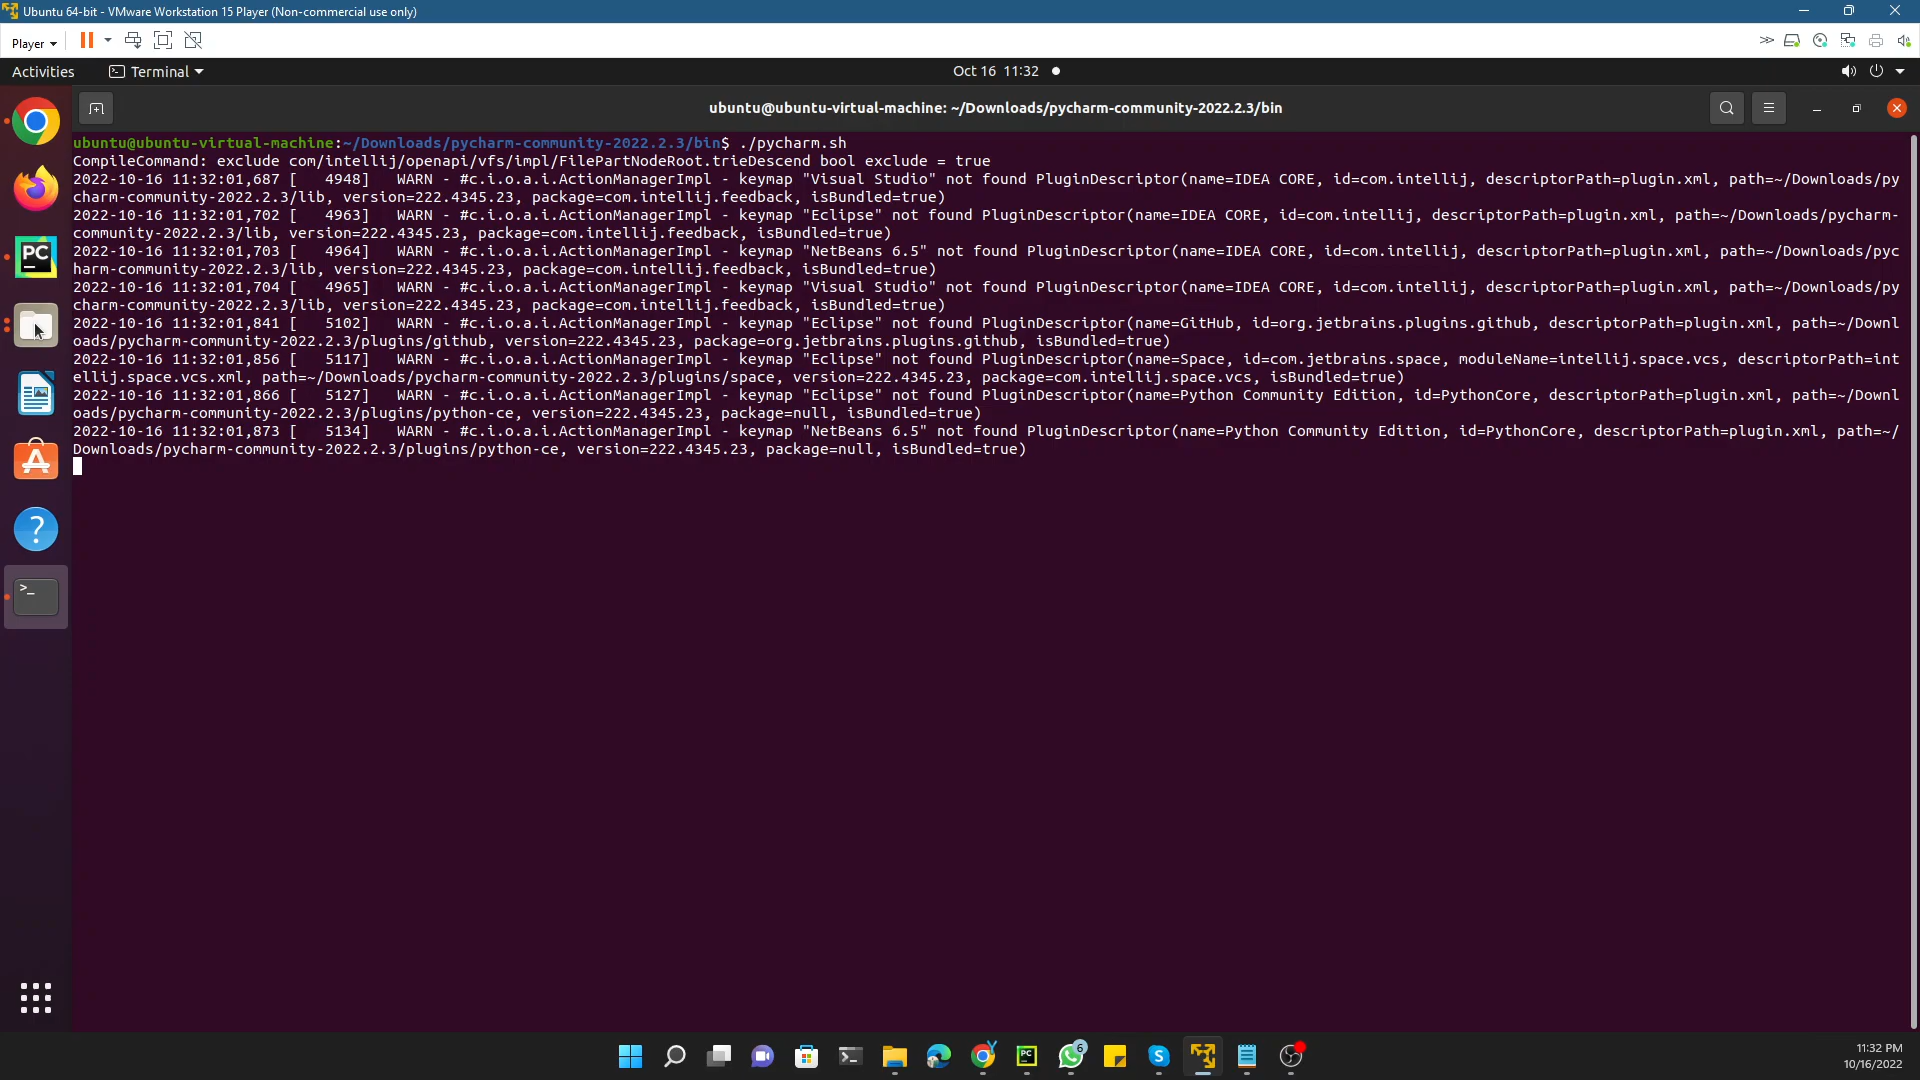 Ubuntu 64-bit - VMware Workstation 15 Player (Non-commercial use only)
Player
Activities
Terminal
Oct 16 11:32
ubuntu@ubuntu-virtual-machine: ~/Downloads/pycharm-community-2022.2.3/bin
ubuntu@ubuntu-virtual-machine:~/Downloads/pycharm-community-2022.2.3/bin$ ./pycharm.sh
CompileCommand: exclude com/intellij/openapi/vfs/impl/FilePartNodeRoot.trieDescend bool exclude = true
2022-10-16 11:32:01,687 [   4948]   WARN - #c.i.o.a.i.ActionManagerImpl - keymap "Visual Studio" not found PluginDescriptor(name=IDEA CORE, id=com.intellij, descriptorPath=plugin.xml, path=~/Downloads/py
charm-community-2022.2.3/lib, version=222.4345.23, package=com.intellij.feedback, isBundled=true)
2022-10-16 11:32:01,702 [   4963]   WARN - #c.i.o.a.i.ActionManagerImpl - keymap "Eclipse" not found PluginDescriptor(name=IDEA CORE, id=com.intellij, descriptorPath=plugin.xml, path=~/Downloads/pycharm-
community-2022.2.3/lib, version=222.4345.23, package=com.intellij.feedback, isBundled=true)
2022-10-16 11:32:01,703 [   4964]   WARN - #c.i.o.a.i.ActionManagerImpl - keymap "NetBeans 6.5" not found PluginDescriptor(name=IDEA CORE, id=com.intellij, descriptorPath=plugin.xml, path=~/Downloads/pyc
harm-community-2022.2.3/lib, version=222.4345.23, package=com.intellij.feedback, isBundled=true)
2022-10-16 11:32:01,704 [   4965]   WARN - #c.i.o.a.i.ActionManagerImpl - keymap "Visual Studio" not found PluginDescriptor(name=IDEA CORE, id=com.intellij, descriptorPath=plugin.xml, path=~/Downloads/py
charm-community-2022.2.3/lib, version=222.4345.23, package=com.intellij.feedback, isBundled=true)
2022-10-16 11:32:01,841 [   5102]   WARN - #c.i.o.a.i.ActionManagerImpl - keymap "Eclipse" not found PluginDescriptor(name=GitHub, id=org.jetbrains.plugins.github, descriptorPath=plugin.xml, path=~/Downl
oads/pycharm-community-2022.2.3/plugins/github, version=222.4345.23, package=org.jetbrains.plugins.github, isBundled=true)
2022-10-16 11:32:01,856 [   5117]   WARN - #c.i.o.a.i.ActionManagerImpl - keymap "Eclipse" not found PluginDescriptor(name=Space, id=com.jetbrains.space, moduleName=intellij.space.vcs, descriptorPath=int
ellij.space.vcs.xml, path=~/Downloads/pycharm-community-2022.2.3/plugins/space, version=222.4345.23, package=com.intellij.space.vcs, isBundled=true)
2022-10-16 11:32:01,866 [   5127]   WARN - #c.i.o.a.i.ActionManagerImpl - keymap "Eclipse" not found PluginDescriptor(name=Python Community Edition, id=PythonCore, descriptorPath=plugin.xml, path=~/Downl
oads/pycharm-community-2022.2.3/plugins/python-ce, version=222.4345.23, package=null, isBundled=true)
2022-10-16 11:32:01,873 [   5134]   WARN - #c.i.o.a.i.ActionManagerImpl - keymap "NetBeans 6.5" not found PluginDescriptor(name=Python Community Edition, id=PythonCore, descriptorPath=plugin.xml, path=~/
Downloads/pycharm-community-2022.2.3/plugins/python-ce, version=222.4345.23, package=null, isBundled=true)
PC
?
>_
PC
6
S
11:32 PM
10/16/2022